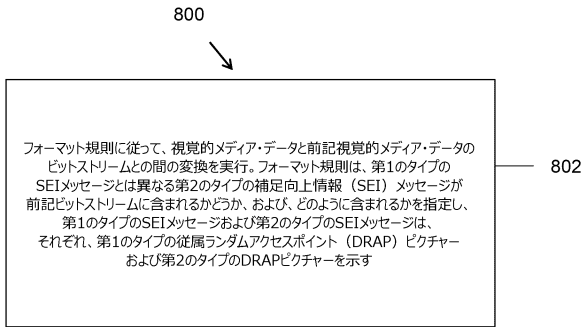 800
フォーマット規則に従って、視覚的メディア・データと前記視覚的メディア・データの
ビットストリームとの間の変換を実行。フォーマット規則は、第1のタイプの
SEIメッセージとは異なる第2のタイプの補足向上情報（SEI）メッセージが
前記ビットストリームに含まれるかどうか、および、どのように含まれるかを指定し、
第1のタイプのSEIメッセージおよび第2のタイプのSEIメッセージは、
それぞれ、第1のタイプの従属ランダムアクセスポイント（DRAP）ピクチャー
および第2のタイプのDRAPピクチャーを示す
802